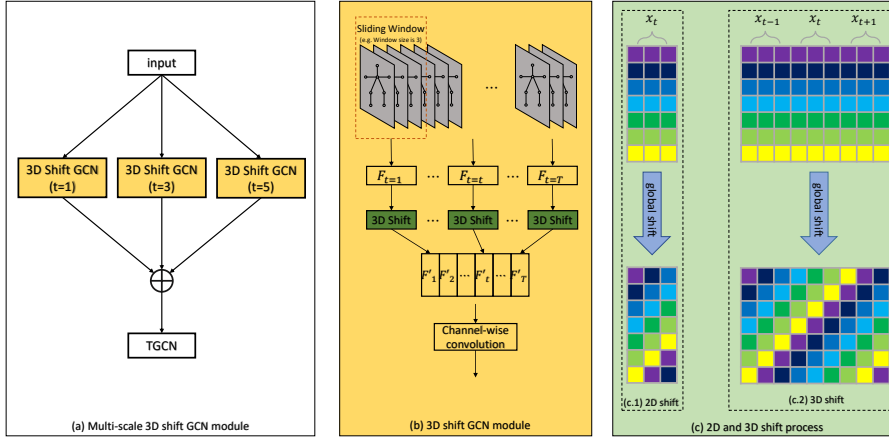 input
3D Shift GCN
(t=1)
3D Shift GCN
(t=3)
3D Shift GCN
(t=5)
TGCN
(a) Multi-scale 3D shift GCN module
Sliding Window
(e.g. Window size is 3)
...
F_{t=1} ... F_{t=t} ... F_{t=T}
3D Shift ... 3D Shift ... 3D Shift
F'_1 F'_2 ... F'_t ... F'_T
Channel-wise
convolution
(b) 3D shift GCN module
x_t
x_{t-1} x_t x_{t+1}
global shift
global shift
(c.1) 2D shift
(c.2) 3D shift
(c) 2D and 3D shift process